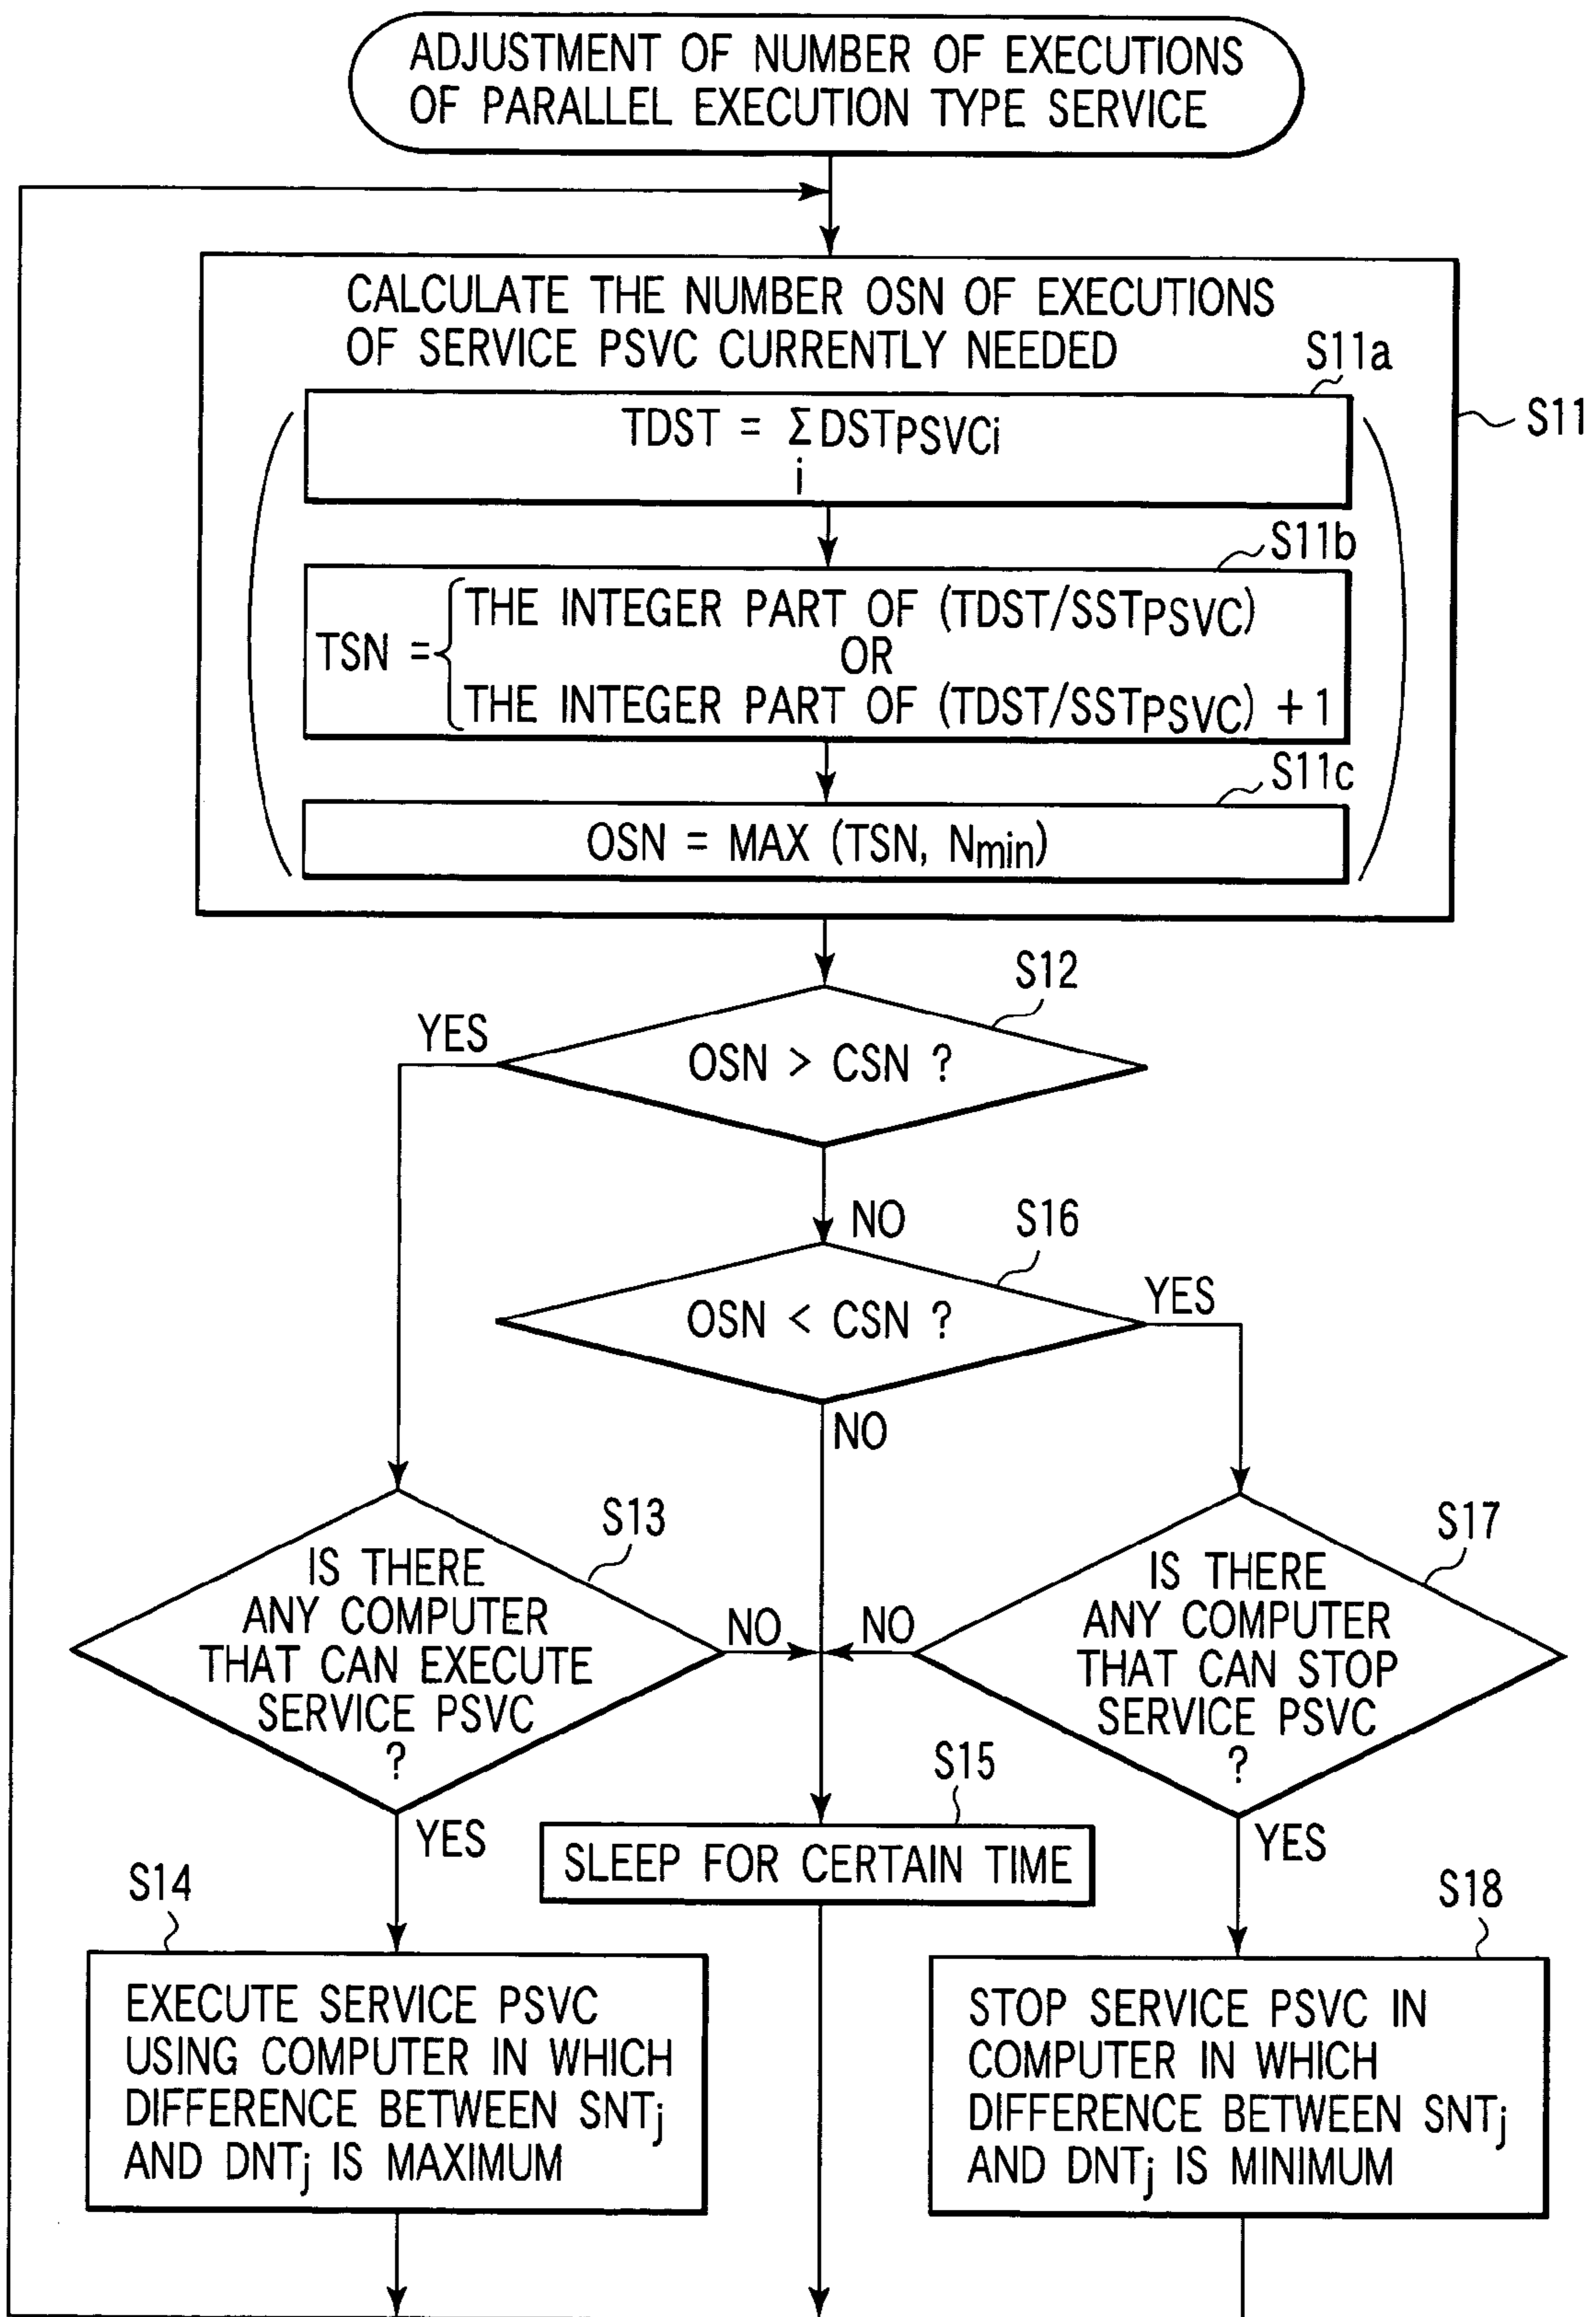 ADJUSTMENT OF NUMBER OF EXECUTIONS
OF PARALLEL EXECUTION TYPE SERVICE
CALCULATE THE NUMBER OSN OF EXECUTIONS
OF SERVICE PSVC CURRENTLY NEEDED
S11a
S11
TDST = Σ DSTPSVCi
i
S11b
THE INTEGER PART OF (TDST/SSTPSVC)
TSN = { OR
THE INTEGER PART OF (TDST/SSTPSVC) + 1
S11c
OSN = MAX (TSN, Nmin)
S12
YES
OSN > CSN ?
NO
S16
YES
OSN < CSN ?
NO
S13
IS THERE
ANY COMPUTER
THAT CAN EXECUTE
SERVICE PSVC
?
NO
YES
S17
IS THERE
ANY COMPUTER
THAT CAN STOP
SERVICE PSVC
?
NO
YES
S15
SLEEP FOR CERTAIN TIME
S14
EXECUTE SERVICE PSVC
USING COMPUTER IN WHICH
DIFFERENCE BETWEEN SNTj
AND DNTj IS MAXIMUM
S18
STOP SERVICE PSVC IN
COMPUTER IN WHICH
DIFFERENCE BETWEEN SNTj
AND DNTj IS MINIMUM